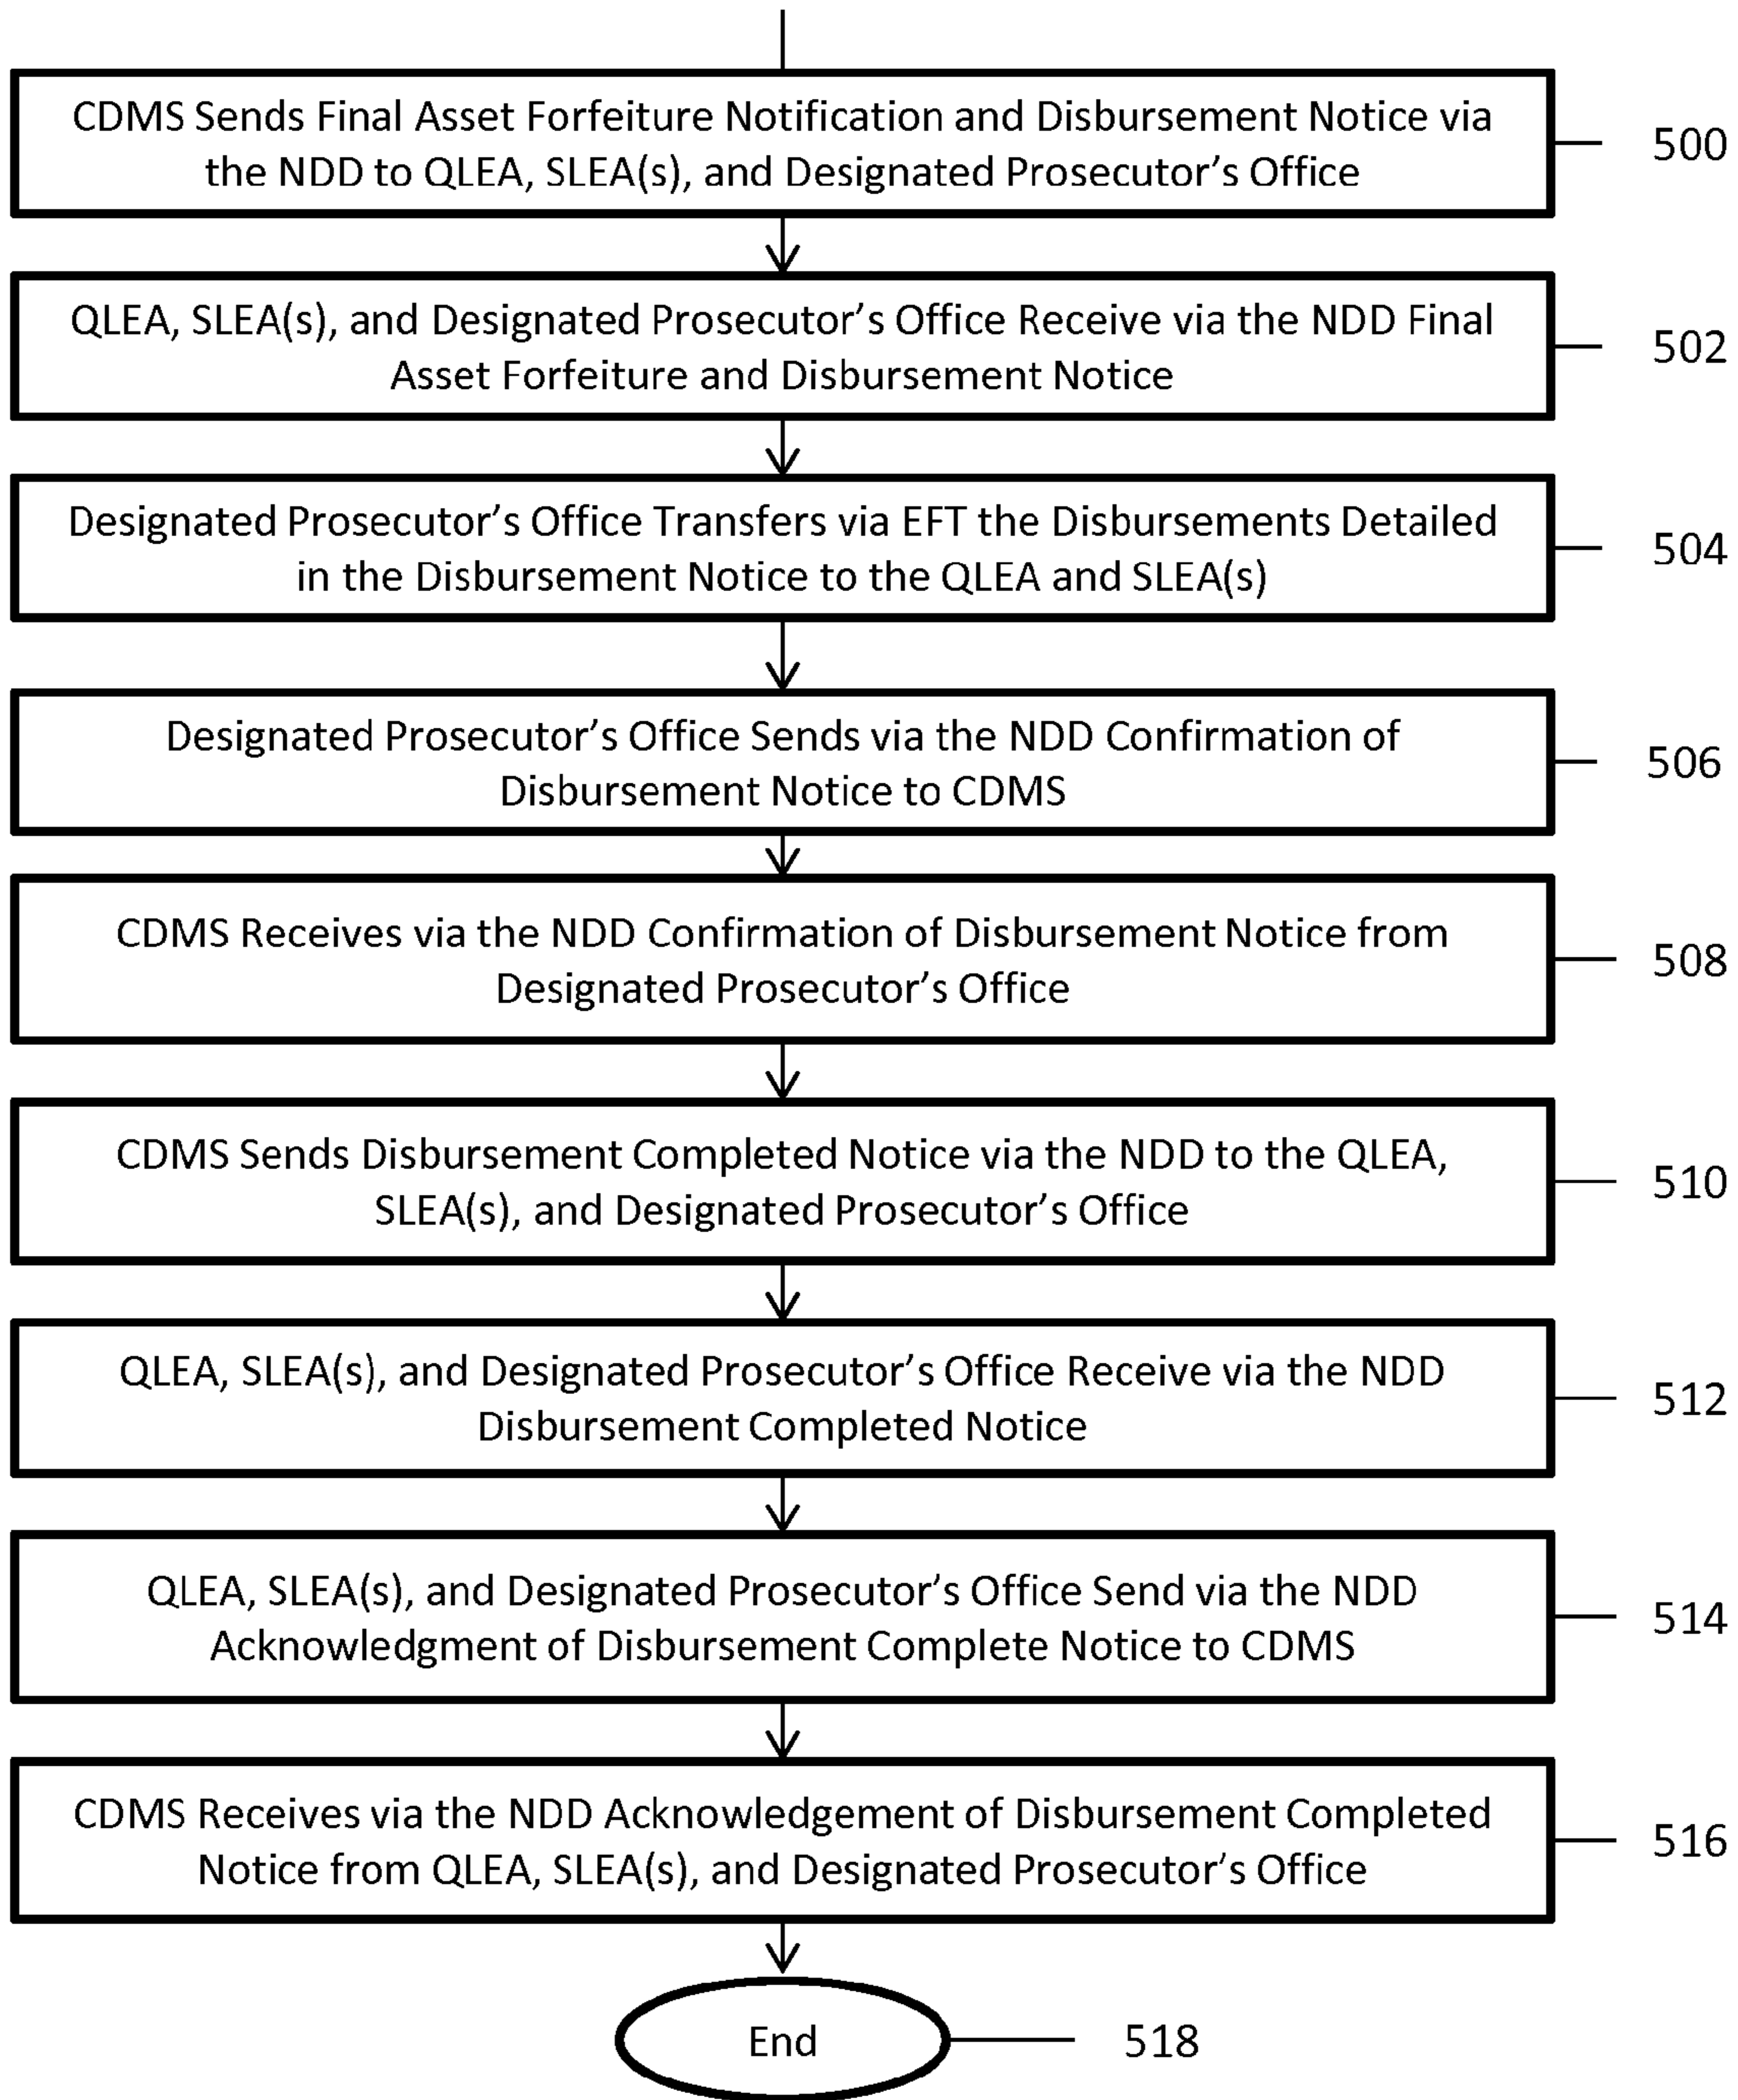 CDMS Sends Final Asset Forfeiture Notification and Disbursement Notice via
the NDD to QLEA, SLEA(s), and Designated Prosecutor’s Office
500
QLEA, SLEA(s), and Designated Prosecutor’s Office Receive via the NDD Final
Asset Forfeiture and Disbursement Notice
502
Designated Prosecutor’s Office Transfers via EFT the Disbursements Detailed
in the Disbursement Notice to the QLEA and SLEA(s)
504
Designated Prosecutor’s Office Sends via the NDD Confirmation of
Disbursement Notice to CDMS
506
CDMS Receives via the NDD Confirmation of Disbursement Notice from
Designated Prosecutor’s Office
508
CDMS Sends Disbursement Completed Notice via the NDD to the QLEA,
SLEA(s), and Designated Prosecutor’s Office
510
QLEA, SLEA(s), and Designated Prosecutor’s Office Receive via the NDD
Disbursement Completed Notice
512
QLEA, SLEA(s), and Designated Prosecutor’s Office Send via the NDD
Acknowledgment of Disbursement Complete Notice to CDMS
514
CDMS Receives via the NDD Acknowledgement of Disbursement Completed
Notice from QLEA, SLEA(s), and Designated Prosecutor’s Office
516
End
518